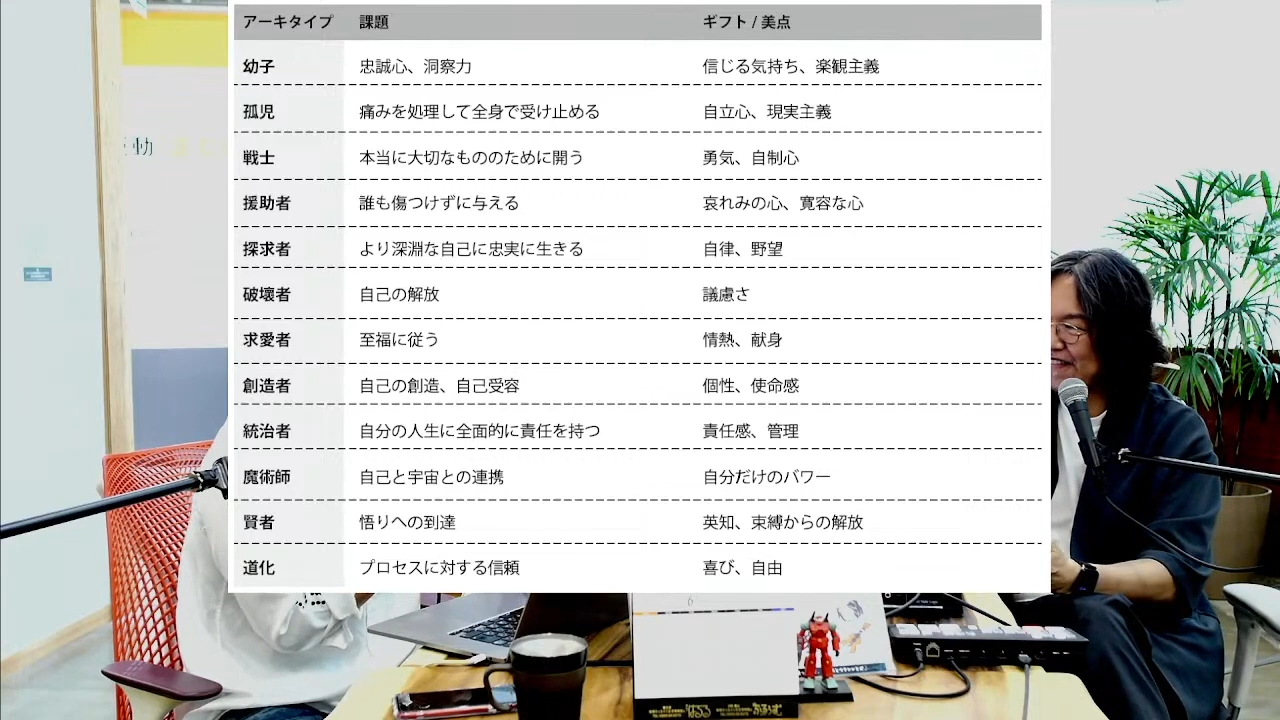 アーキタイプ 課題 ギフト / 美点
幼子 忠誠心、洞察力 信じる気持ち、楽観主義
孤児 痛みを処理して全身で受け止める 自立心、現実主義
戦士 本当に大切なもののために開う 勇気、自制心
援助者 誰も傷つけずに与える 哀れみの心、寛容な心
探求者 より深淵な自己に忠実に生きる 自律、野望
破壊者 自己の解放 議虚さ
求愛者 至福に従う 情熱、献身
創造者 自己の創造、自己受容 個性、使命感
統治者 自分の人生に全面的に責任を持つ 責任感、管理
魔術師 自己と宇宙との連携 自分だけのパワー
賢者 悟りへの到達 英知、束縛からの解放
道化 プロセスに対する信頼 喜び、自由
動